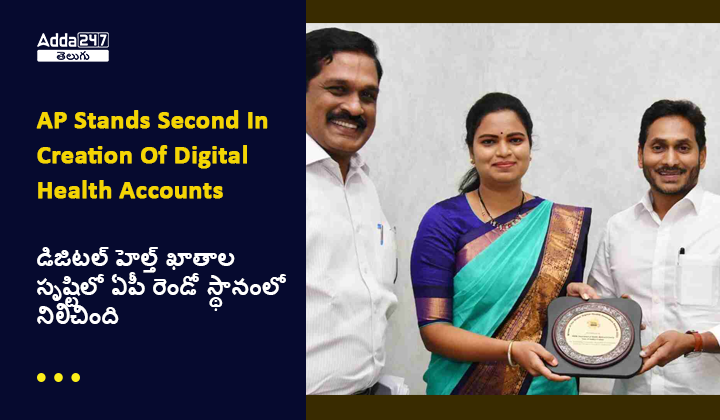 Adda247
తెలుగు
AP Stands Second In
Creation Of Digital
Health Accounts
డిజిటల్ హెల్త్ ఖాతాల
సృష్టిలో ఏపీ రెండో స్థానంలో
నిలిచింది